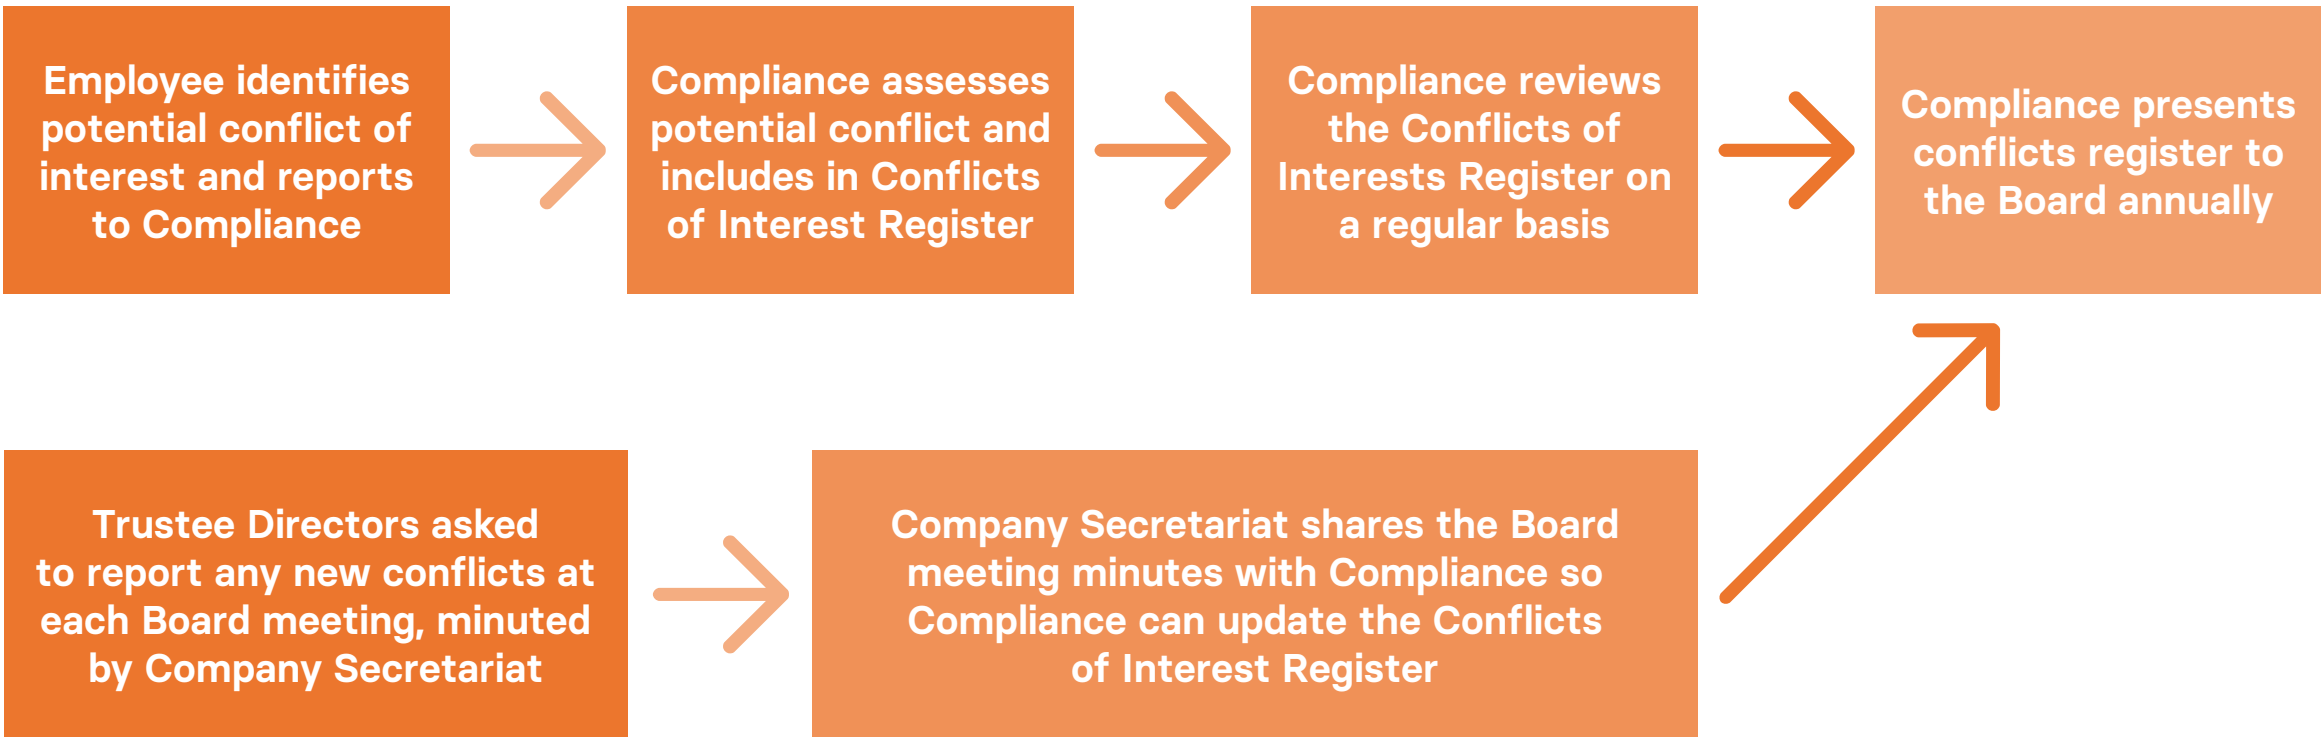 Employee identifies
potential conflict of
interest and reports
to Compliance
Compliance assesses
potential conflict and
includes in Conflicts
of Interest Register
Compliance reviews
the Conflicts of
Interests Register on
a regular basis
Compliance presents
conflicts register to
the Board annually
Trustee Directors asked
to report any new conflicts at
each Board meeting, minuted
by Company Secretariat
Company Secretariat shares the Board
meeting minutes with Compliance so
Compliance can update the Conflicts
of Interest Register